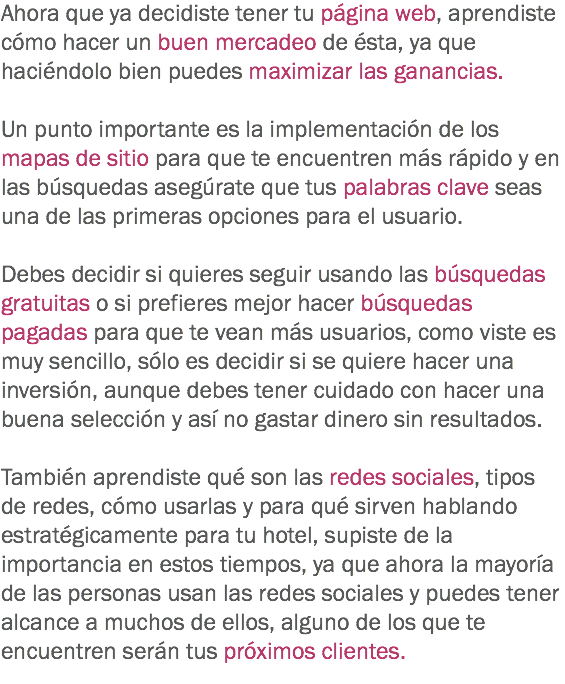 Ahora que ya decidiste tener tu página web, aprendiste
cómo hacer un buen mercadeo de ésta, ya que
haciéndolo bien puedes maximizar las ganancias.
Un punto importante es la implementación de los
mapas de sitio para que te encuentren más rápido y en
las búsquedas asegúrate que tus palabras clave seas
una de las primeras opciones para el usuario.
Debes decidir si quieres seguir usando las búsquedas
gratuitas o si prefieres mejor hacer búsquedas
pagadas para que te vean más usuarios, como viste es
muy sencillo, sólo es decidir si se quiere hacer una
inversión, aunque debes tener cuidado con hacer una
buena selección y así no gastar dinero sin resultados.
También aprendiste qué son las redes sociales, tipos
de redes, cómo usarlas y para qué sirven hablando
estratégicamente para tu hotel, supiste de la
importancia en estos tiempos, ya que ahora la mayoría
de las personas usan las redes sociales y puedes tener
alcance a muchos de ellos, alguno de los que te
encuentren serán tus próximos clientes.